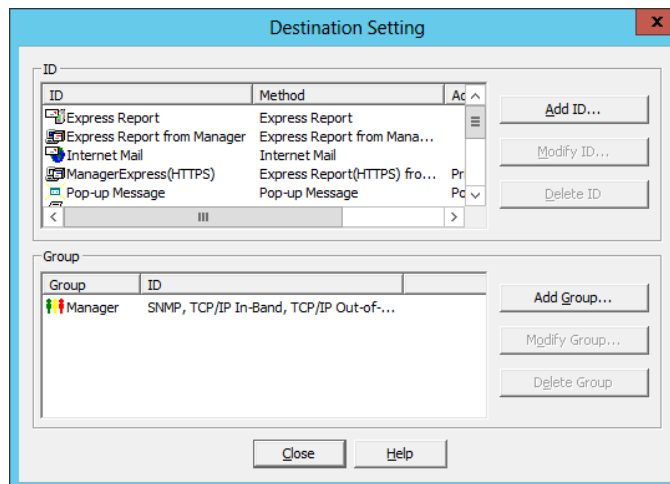 Destination Setting
x
ID
ID Method Ac
Express Report Express Report
Express Report from Manager Express Report from Mana...
Internet Mail Internet Mail
ManagerExpress(HTTPS) Express Report(HTTPS) fro... Pri
Pop-up Message Pop-up Message Po
Add ID...
Modify ID...
Delete ID
Group
Group ID
Manager SNMP, TCP/IP In-Band, TCP/IP Out-of-...
Add Group...
Modify Group...
Delete Group
Close Help